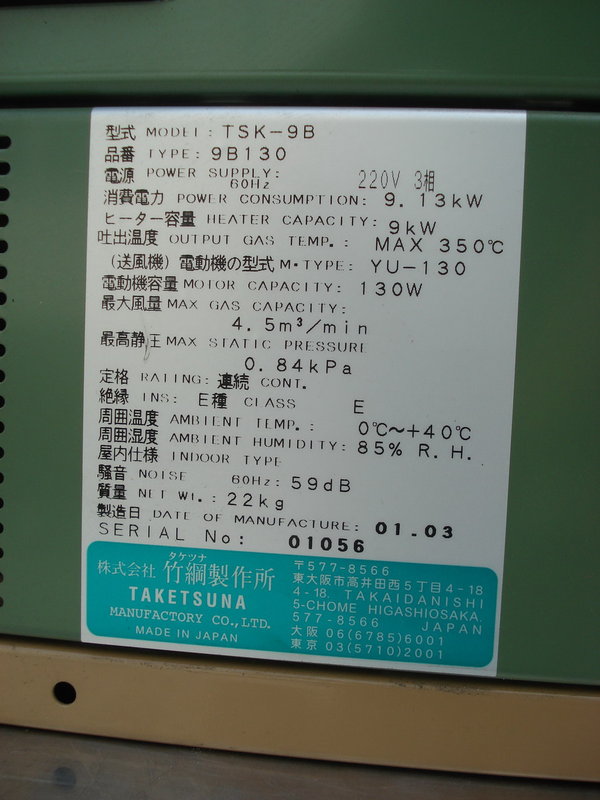 型式 MODEL: TSK-9B
品番 TYPE: 9B130
電源 POWER SUPPLY: 220V 3相
60Hz
消費電力 POWER CONSUMPTION: 9.13kW
ヒーター容量 HEATER CAPACITY: 9kW
吐出温度 OUTPUT GAS TEMP.: MAX 350℃
(送風機) 電動機の型式 M・TYPE: YU-130
電動機容量 MOTOR CAPACITY: 130W
最大風量 MAX GAS CAPACITY:
4.5m³/min
最高静圧 MAX STATIC PRESSURE
0.84kPa
定格 RATING: 連続 CONT.
絶縁 INS: E種 CLASS E
周囲温度 AMBIENT TEMP.: 0℃～+40℃
周囲湿度 AMBIENT HUMIDITY: 85% R.H.
屋内仕様 INDOOR TYPE
騒音 NOISE 60Hz: 59dB
質量 NET Wt.: 22kg
製造日 DATE OF MANUFACTURE: 01.03
SERIAL No: 01056
タケツナ
株式会社 竹綱製作所
TAKETSUNA
MANUFACTORY CO.,LTD.
MADE IN JAPAN
〒577-8566
東大阪市高井田西5丁目4-18
4-18. TAKAIDANISHI
5-CHOME HIGASHIOSAKA.
577-8566 JAPAN
大阪 06(6785)6001
東京 03(5710)2001